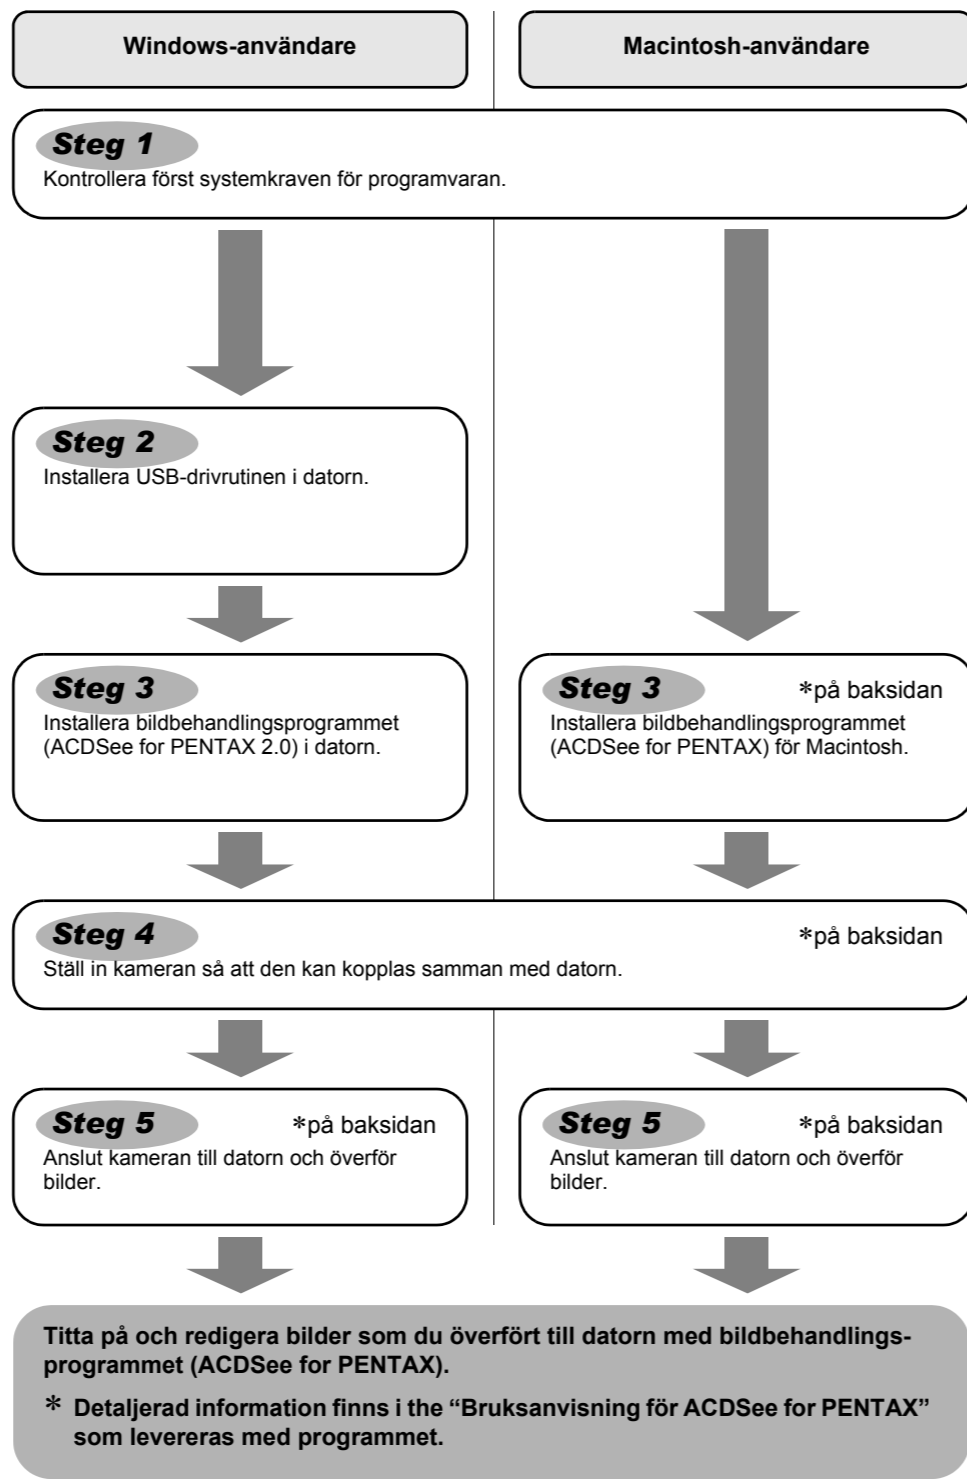 Windows-användare
Macintosh-användare
Steg 1
Kontrollera först systemkraven för programvaran.
Steg 2
Installera USB-drivrutinen i datorn.
Steg 3
Installera bildbehandlingsprogrammet
(ACDSee for PENTAX 2.0) i datorn.
Steg 3 *på baksidan
Installera bildbehandlingsprogrammet
(ACDSee for PENTAX) för Macintosh.
Steg 4 *på baksidan
Ställ in kameran så att den kan kopplas samman med datorn.
Steg 5 *på baksidan
Anslut kameran till datorn och överför
bilder.
Steg 5 *på baksidan
Anslut kameran till datorn och överför
bilder.
Titta på och redigera bilder som du överfört till datorn med bildbehandlings-
programmet (ACDSee for PENTAX).
* Detaljerad information finns i the “Bruksanvisning för ACDSee for PENTAX”
som levereras med programmet.